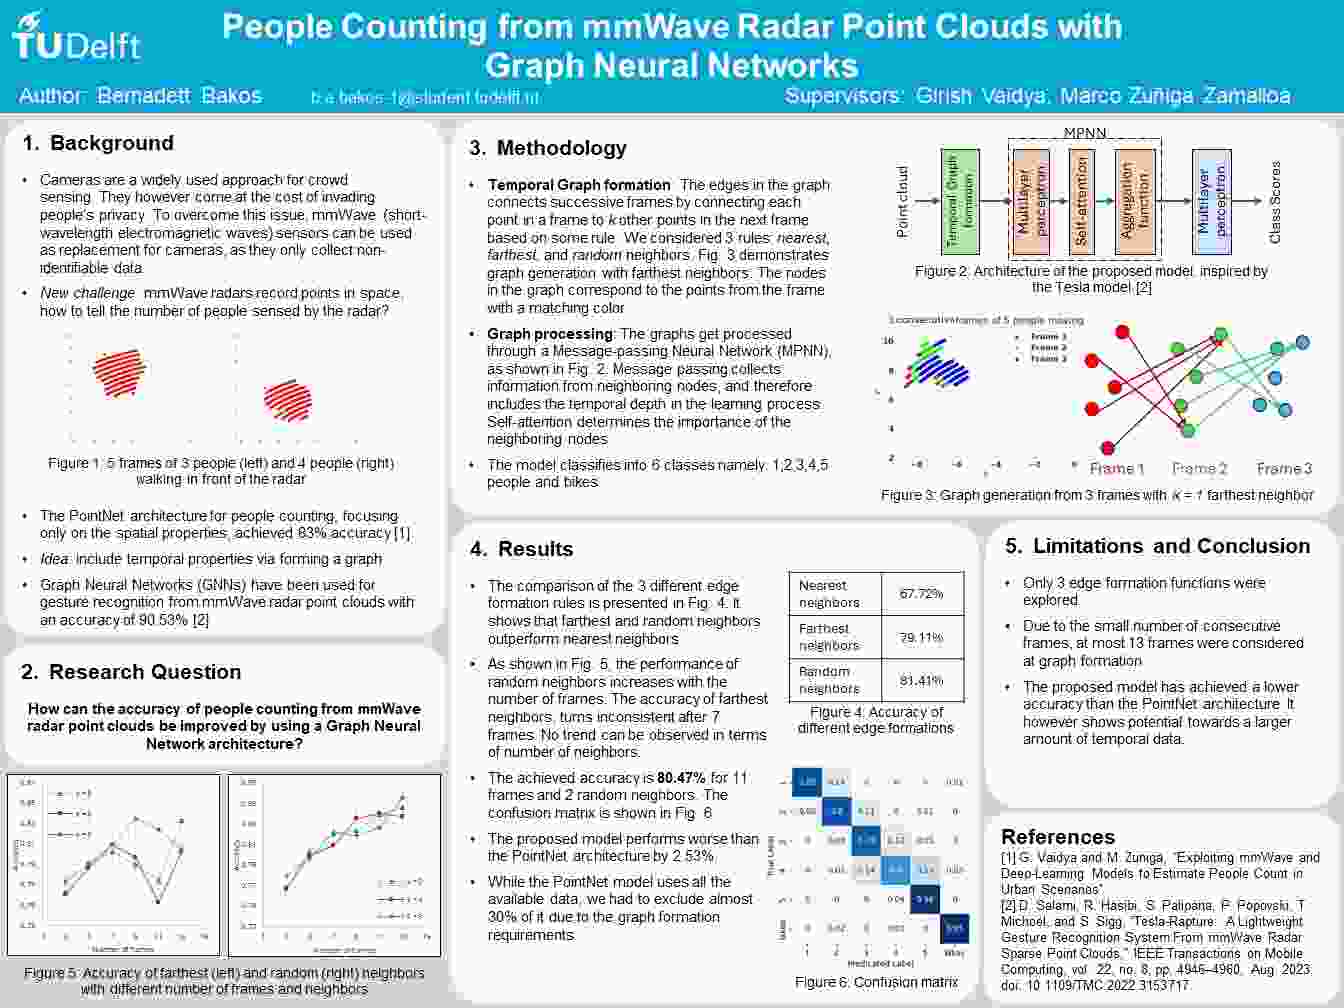 TUDelft
People Counting from mmWave Radar Point Clouds with
Graph Neural Networks
Author: Bernadett Bakos
Supervisors: Girish Vaidya, Marco Zuñiga Zamalloa
1. Background
• Cameras are a widely used approach for crowd
sensing. They however come at the cost of invading
people's privacy. To overcome this issue, mmWave (short-
wavelength electromagnetic waves) sensors can be used
as replacement for cameras, as they only collect non-
identifiable data.
• New challenge: mmWave radars record points in space,
how to tell the number of people sensed by the radar?
Figure 1: 5 frames of 3 people (left) and 4 people (right)
walking in front of the radar
• The PointNet architecture for people counting, focusing
only on the spatial properties, achieved 83% accuracy [1]
• Idea: include temporal properties via forming a graph
• Graph Neural Networks (GNNs) have been used for
gesture recognition from mmWave radar point clouds with
an accuracy of 90.53% [2]
2. Research Question
How can the accuracy of people counting from mmWave
radar point clouds be improved by using a Graph Neural
Network architecture?
Number of frames
Number of frames
Figure 5: Accuracy of farthest (left) and random (right) neighbors
with different number of frames and neighbors
3. Methodology
• Temporal Graph formation: The edges in the graph
connects successive frames by connecting each
point in a frame to k other points in the next frame
based on some rule. We considered 3 rules: nearest,
farthest, and random neighbors. Fig. 3 demonstrates
graph generation with farthest neighbors. The nodes
in the graph correspond to the points from the frame
with a matching color.
• Graph processing: The graphs get processed
through a Message-passing Neural Network (MPNN),
as shown in Fig. 2. Message passing collects
information from neighboring nodes, and therefore
includes the temporal depth in the learning process.
Self-attention determines the importance of the
neighboring nodes.
• The model classifies into 6 classes namely: 1,2,3,4,5
people and bikes.
MPNN
Point cloud
Temporal Graph
formation
Multilayer
perceptron
Self-attention
Aggregation
function
Multilayer
perceptron
Class Scores
Figure 2: Architecture of the proposed model, inspired by
the Tesla model [2]
3 consecutive frames of 5 people moving
Frame 1
Frame 2
Frame 3
10
8
6
4
2
Frame 1 Frame 2 Frame 3
Figure 3: Graph generation from 3 frames with k = 1 farthest neighbor
4. Results
• The comparison of the 3 different edge
formation rules is presented in Fig. 4. It
shows that farthest and random neighbors
outperform nearest neighbors
• As shown in Fig. 5, the performance of
random neighbors increases with the
number of frames. The accuracy of farthest
neighbors, turns inconsistent after 7
frames. No trend can be observed in terms
of number of neighbors.
• The achieved accuracy is 80.47% for 11
frames and 2 random neighbors. The
confusion matrix is shown in Fig. 6
• The proposed model performs worse than
the PointNet architecture by 2.53%.
• While the PointNet model uses all the
available data, we had to exclude almost
30% of it due to the graph formation
requirements.
Nearest
neighbors
67.72%
Farthest
neighbors
79.11%
Random
neighbors
81.41%
Figure 4: Accuracy of
different edge formations
True Label
1 2 3 4 5 Bikes
Predicated Label
Figure 6: Confusion matrix
5. Limitations and Conclusion
• Only 3 edge formation functions were
explored.
• Due to the small number of consecutive
frames, at most 13 frames were considered
at graph formation
• The proposed model has achieved a lower
accuracy than the PointNet architecture. It
however shows potential towards a larger
amount of temporal data.
References
[1] G. Vaidya and M. Zuniga, "Exploiting mmWave and
Deep-Learning Models to Estimate People Count in
Urban Scenarios"
[2] D. Salami, R. Hasibi, S. Palipana, P. Popovski, T.
Michoel, and S. Sigg, "Tesla-Rapture: A Lightweight
Gesture Recognition System From mmWave Radar
Sparse Point Clouds," IEEE Transactions on Mobile
Computing, vol. 22, no. 8, pp. 4946–4960, Aug. 2023.
doi: 10.1109/TMC.2022.3153717.